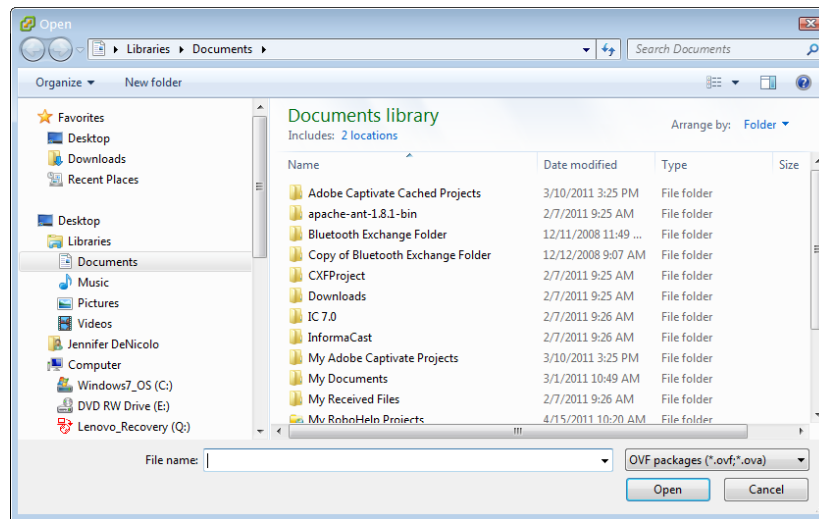 Open
Libraries Documents
Search Documents
Organize New folder
Favorites
Desktop
Downloads
Recent Places
Desktop
Libraries
Documents
Music
Pictures
Videos
Jennifer DeNicolo
Computer
Windows7_OS (C:)
DVD RW Drive (E:)
Lenovo_Recovery (Q:)
Documents library
Includes: 2 locations
Arrange by: Folder
Name Date modified Type Size
Adobe Captivate Cached Projects 3/10/2011 3:25 PM File folder
apache-ant-1.8.1-bin 2/7/2011 9:25 AM File folder
Bluetooth Exchange Folder 12/11/2008 11:49 ... File folder
Copy of Bluetooth Exchange Folder 12/12/2008 9:07 AM File folder
CXFProject 2/7/2011 9:25 AM File folder
Downloads 2/7/2011 9:25 AM File folder
IC 7.0 2/7/2011 9:26 AM File folder
InformaCast 2/7/2011 9:26 AM File folder
My Adobe Captivate Projects 3/10/2011 3:25 PM File folder
My Documents 3/1/2011 10:49 AM File folder
My Received Files 2/7/2011 9:26 AM File folder
My RoboHelp Projects 4/15/2011 10:20 AM File folder
File name:
OVF packages (*.ovf;*.ova)
Open Cancel